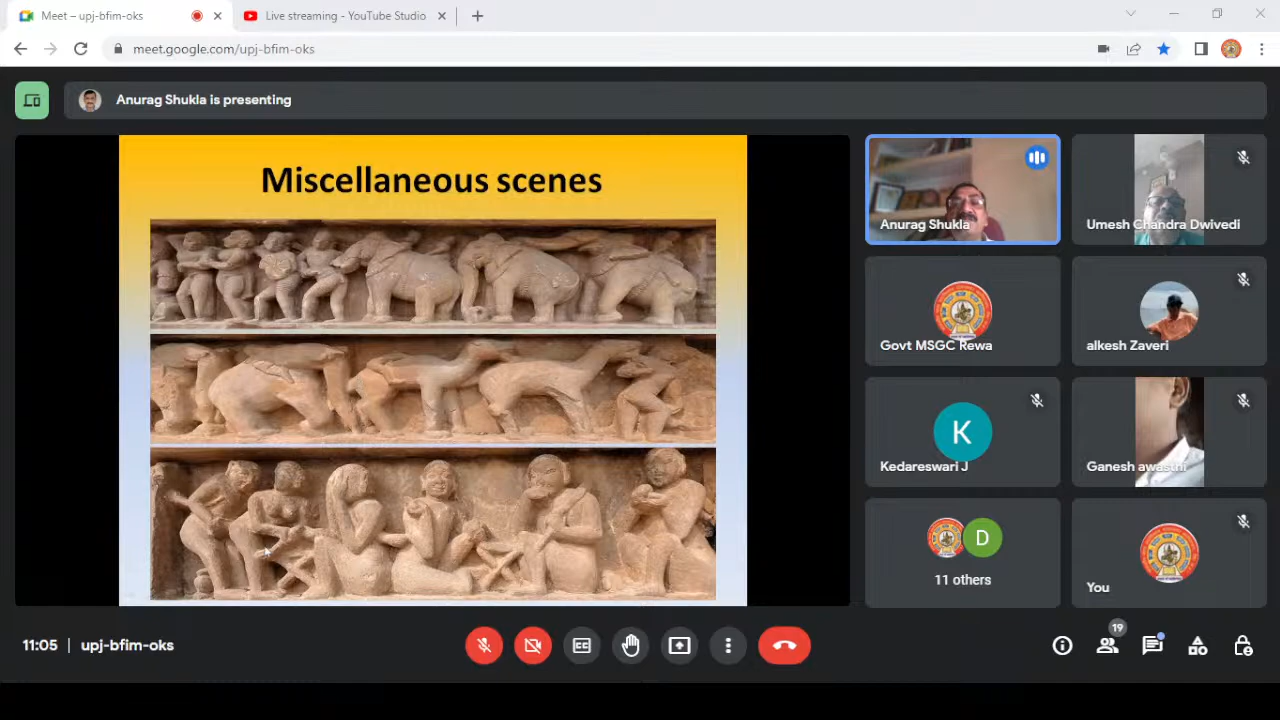 Meet – upj-bfim-oks
Live streaming - YouTube Studio
meet.google.com/upj-bfim-oks
Anurag Shukla is presenting
Miscellaneous scenes
Anurag Shukla
Umesh Chandra Dwivedi
Govt MSGC Rewa
alkesh Zaveri
K
Kedareswari J
Ganesh awasthi
D
11 others
You
11:05 | upj-bfim-oks
CC
19